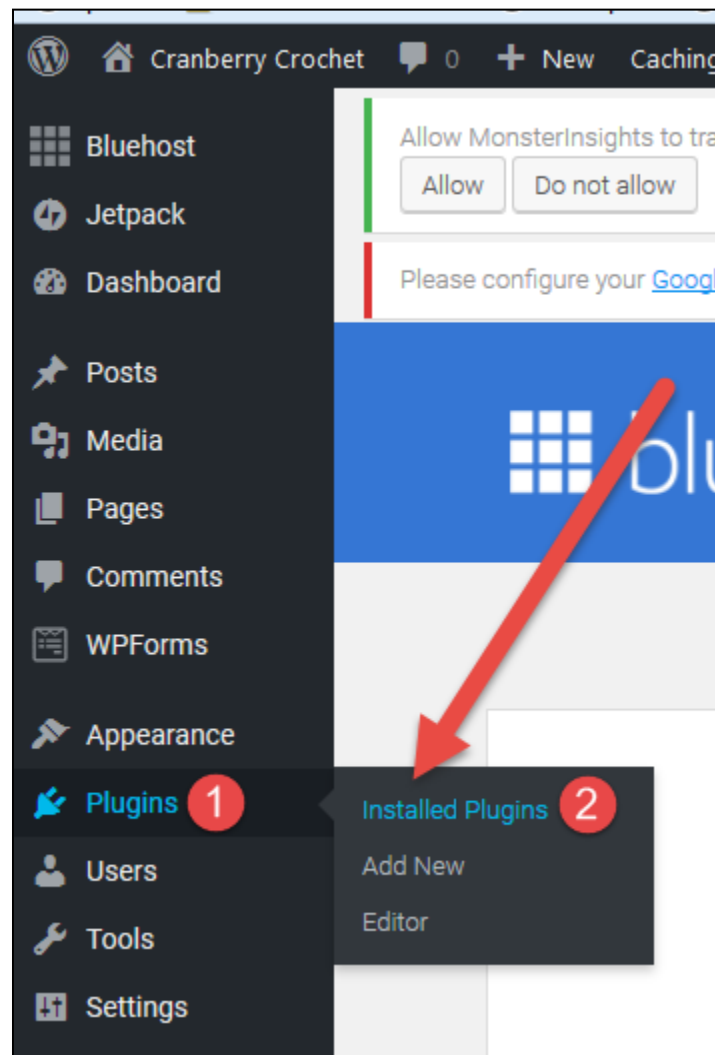 Cranberry Crochet 0 New Caching
Bluehost
Jetpack
Dashboard
Posts
Media
Pages
Comments
WPForms
Appearance
Plugins 1
Users
Tools
Settings
Allow MonsterInsights to tra
Allow Do not allow
Please configure your Googl
blu
Installed Plugins 2
Add New
Editor